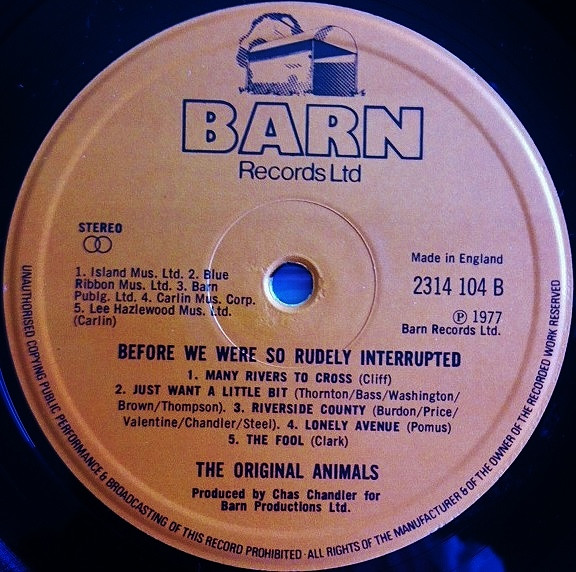 BARN
Records Ltd
STEREO
1. Island Mus. Ltd. 2. Blue
Ribbon Mus. Ltd. 3. Barn
Publg. Ltd. 4. Carlin Mus. Corp.
5. Lee Hazlewood Mus. Ltd.
(Carlin)
Made in England
2314 104 B
℗ 1977
Barn Records Ltd.
BEFORE WE WERE SO RUDELY INTERRUPTED
1. MANY RIVERS TO CROSS (Cliff)
2. JUST WANT A LITTLE BIT (Thornton/Bass/Washington/
Brown/Thompson). 3. RIVERSIDE COUNTY (Burdon/Price/
Valentine/Chandler/Steel). 4. LONELY AVENUE (Pomus)
5. THE FOOL (Clark)
THE ORIGINAL ANIMALS
Produced by Chas Chandler for
Barn Productions Ltd.
UNAUTHORISED COPYING PUBLIC PERFORMANCE & BROADCASTING OF THIS RECORD PROHIBITED · ALL RIGHTS OF THE MANUFACTURER & OF THE OWNER OF THE RECORDED WORK RESERVED